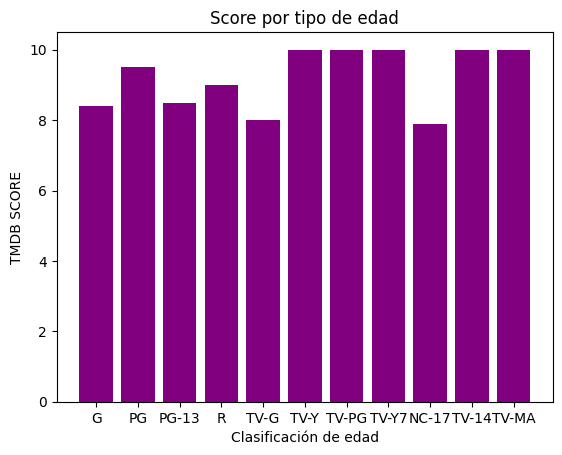 Score por tipo de edad
TMDB SCORE
10
8
6
4
2
0
G PG PG-13 R TV-G TV-Y TV-PG TV-Y7 NC-17 TV-14 TV-MA
Clasificación de edad